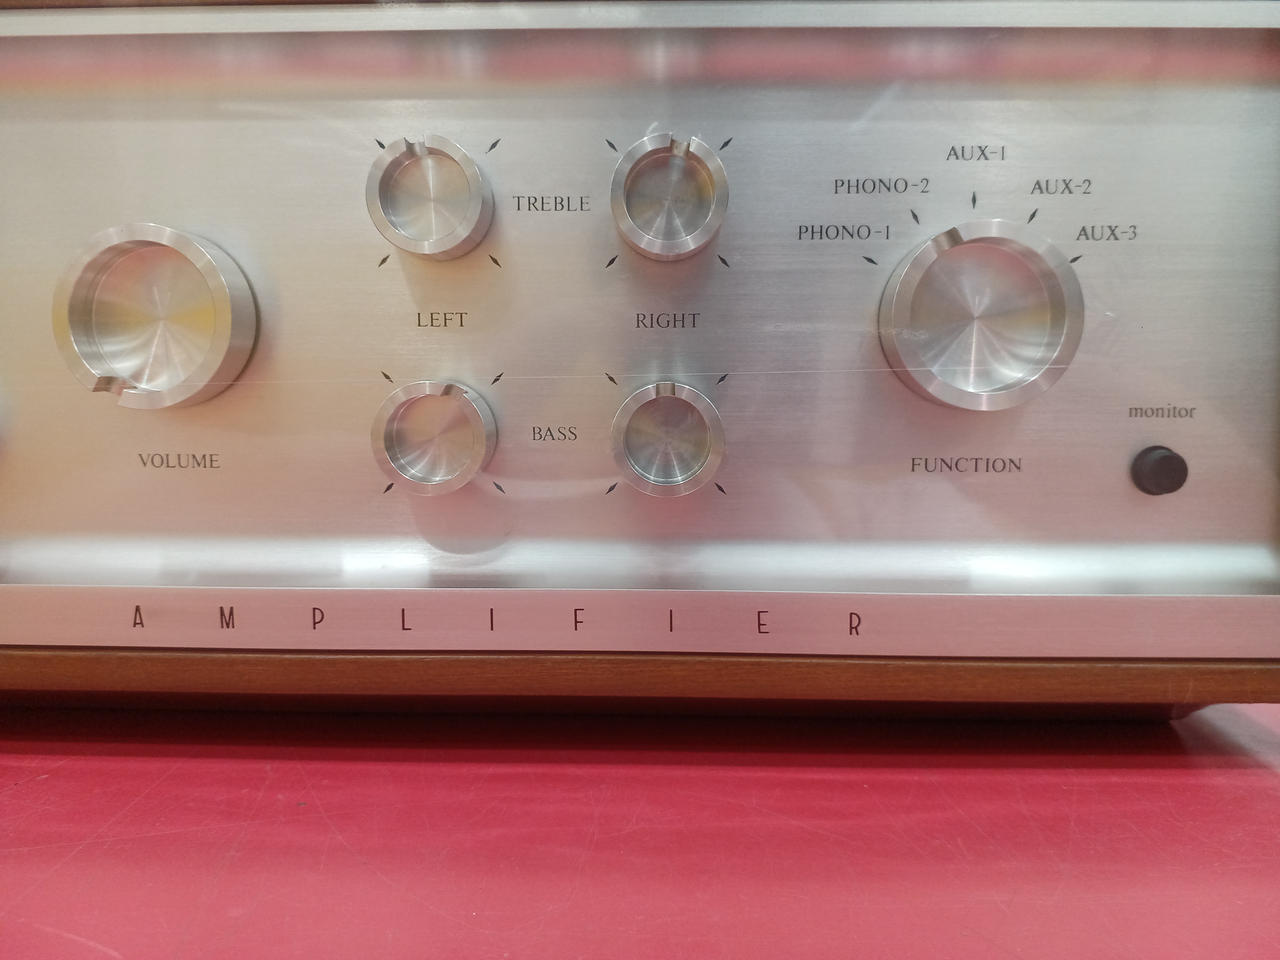 AUX-1
PHONO-2 AUX-2
PHONO-1 AUX-3
TREBLE
LEFT RIGHT
BASS
monitor
VOLUME
FUNCTION
AMPLIFIER